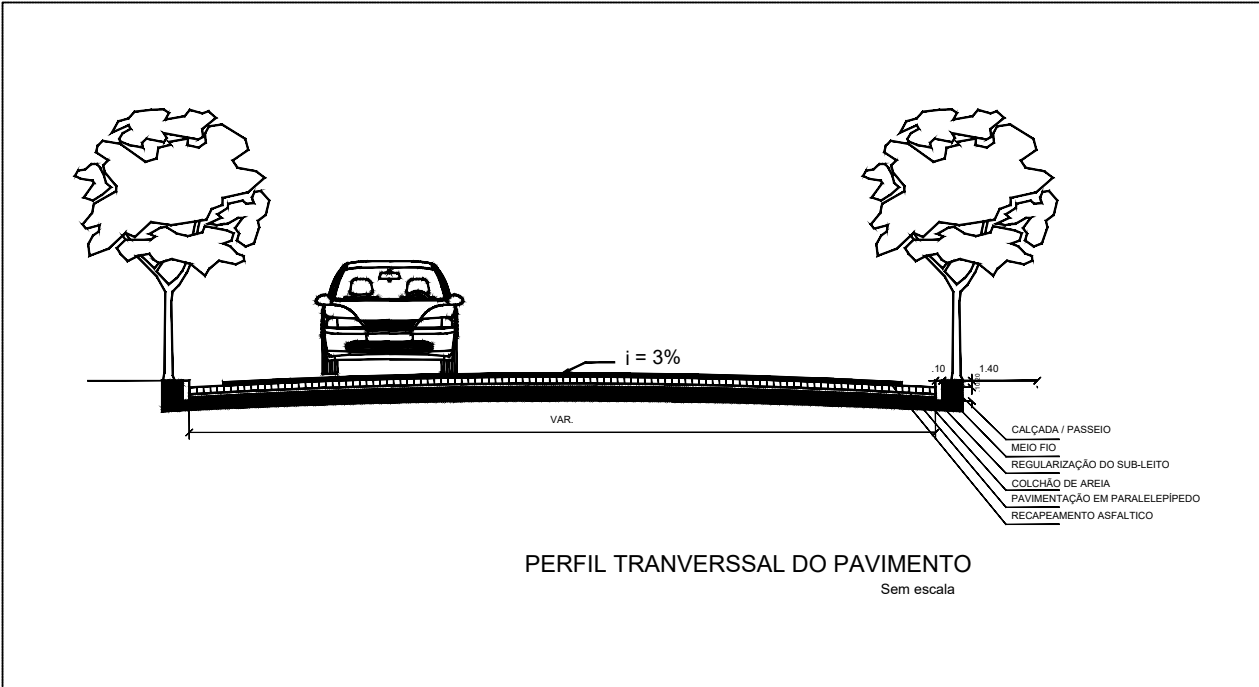 i = 3%
.10
1.40
VAR.
CALÇADA / PASSEIO
MEIO FIO
REGULARIZAÇÃO DO SUB-LEITO
COLCHÃO DE AREIA
PAVIMENTAÇÃO EM PARALELEPÍPEDO
RECAPEAMENTO ASFALTICO
PERFIL TRANVERSSAL DO PAVIMENTO
Sem escala